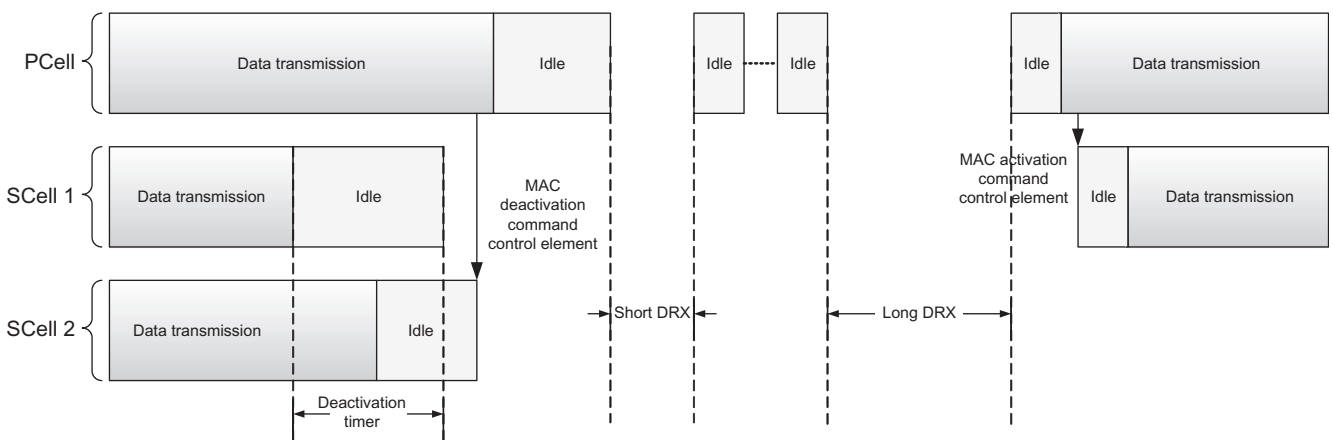 PCell
Data transmission
Idle
Idle
Idle
Idle
Data transmission
SCell 1
Data transmission
Idle
MAC
deactivation
command
control element
MAC activation
command
control element
Idle
Data transmission
SCell 2
Data transmission
Idle
Short DRX
Long DRX
Deactivation
timer